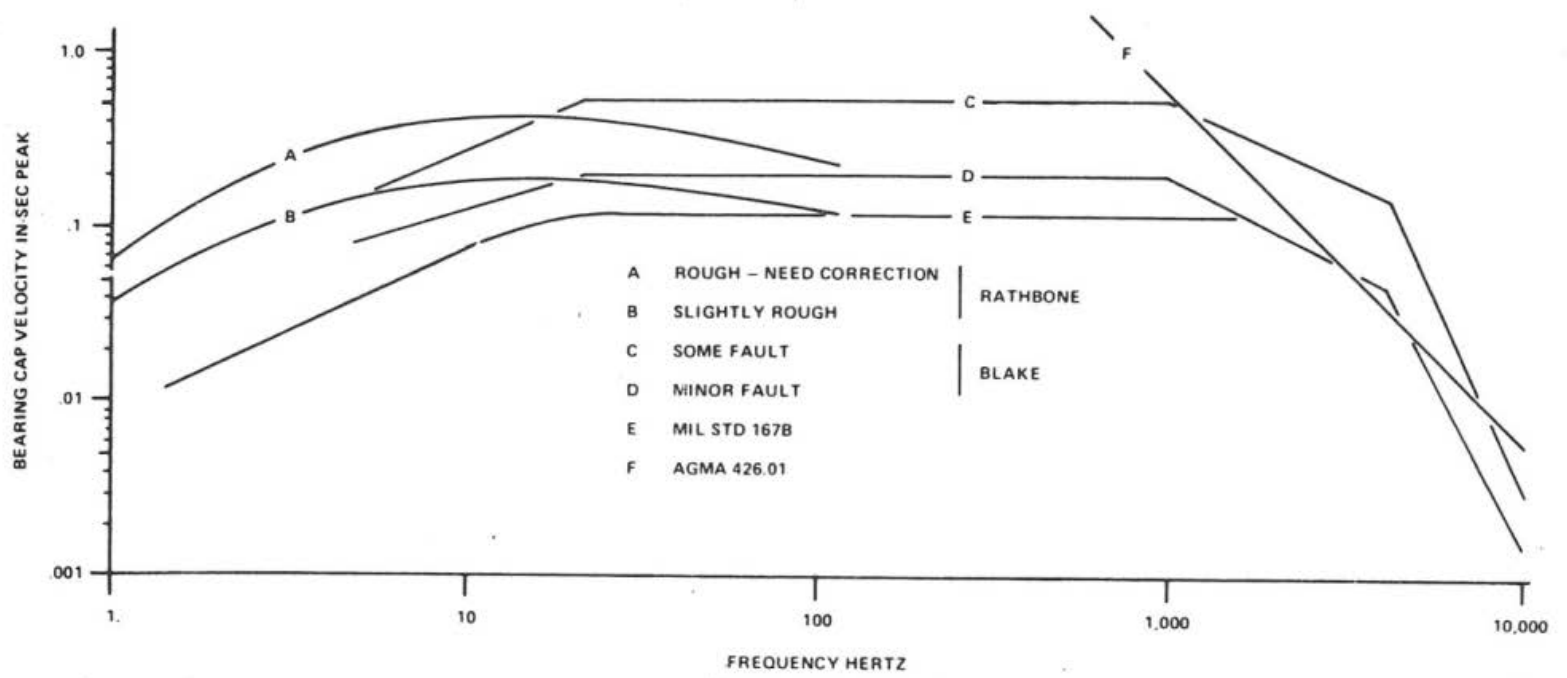 BEARING CAP VELOCITY IN-SEC PEAK
1.0
.1
.01
.001
F
C
A
D
B
E
A ROUGH – NEED CORRECTION
B SLIGHTLY ROUGH
RATHBONE
C SOME FAULT
D MINOR FAULT
BLAKE
E MIL STD 167B
F AGMA 426.01
1. 10 100 1,000 10,000
FREQUENCY HERTZ